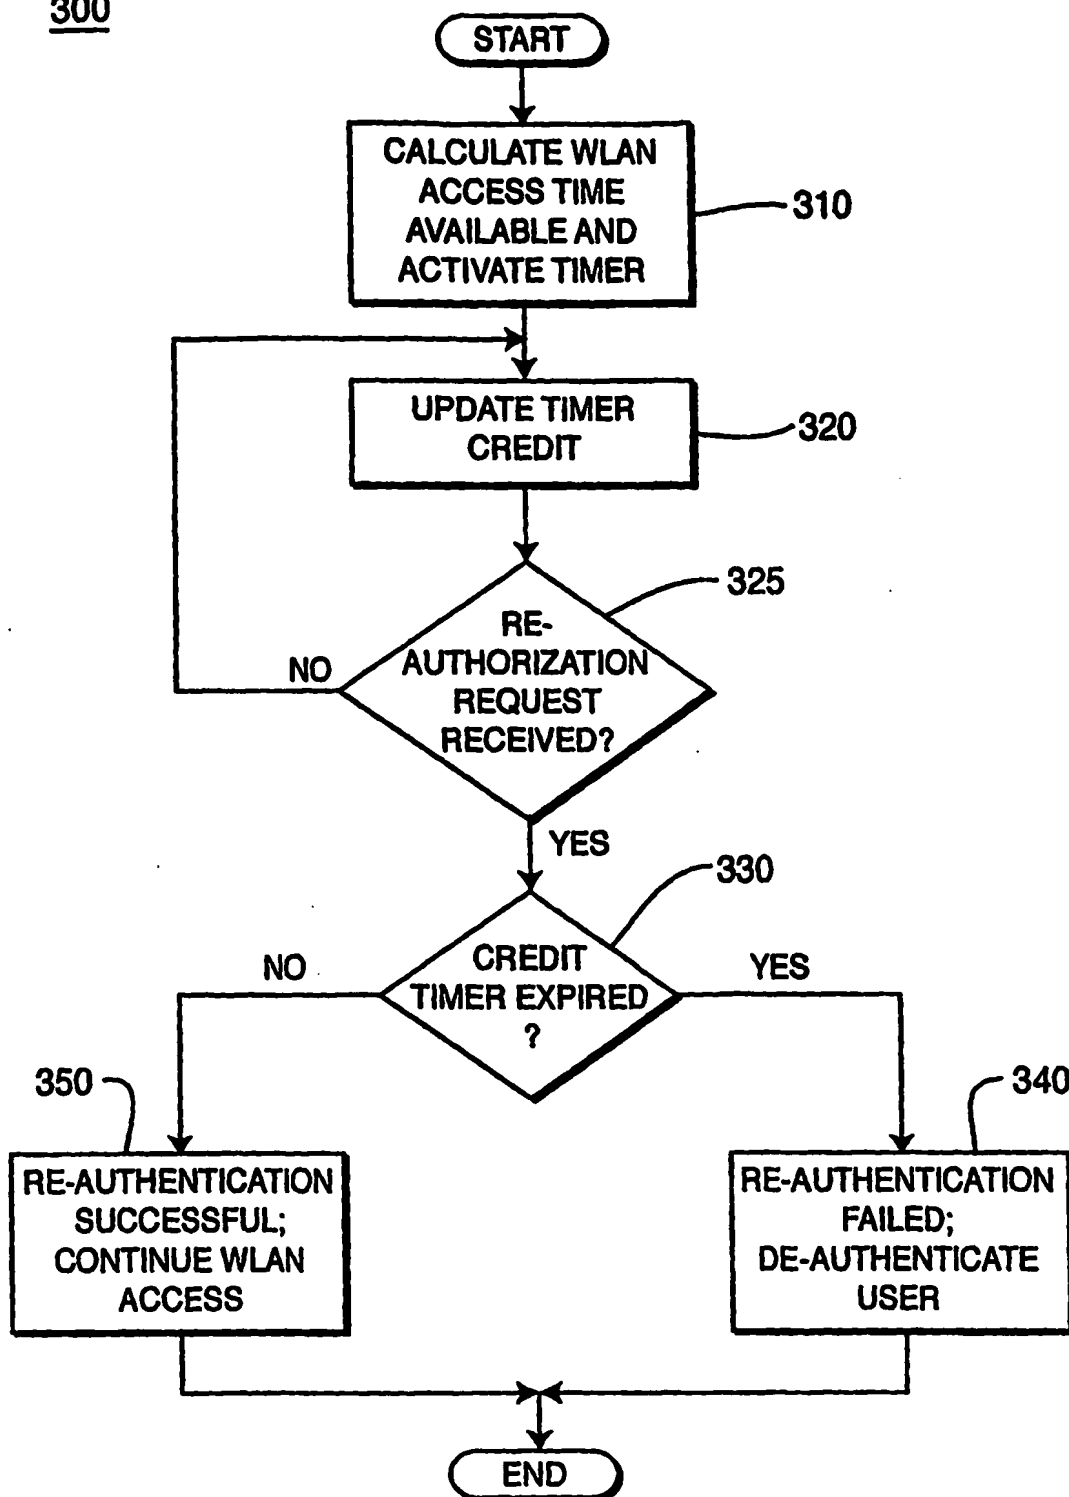 300
START
CALCULATE WLAN
ACCESS TIME
AVAILABLE AND
ACTIVATE TIMER
310
UPDATE TIMER
CREDIT
320
325
RE-
AUTHORIZATION
REQUEST
RECEIVED?
NO
YES
330
CREDIT
TIMER EXPIRED
?
NO
YES
350
340
RE-AUTHENTICATION
SUCCESSFUL;
CONTINUE WLAN
ACCESS
RE-AUTHENTICATION
FAILED;
DE-AUTHENTICATE
USER
END